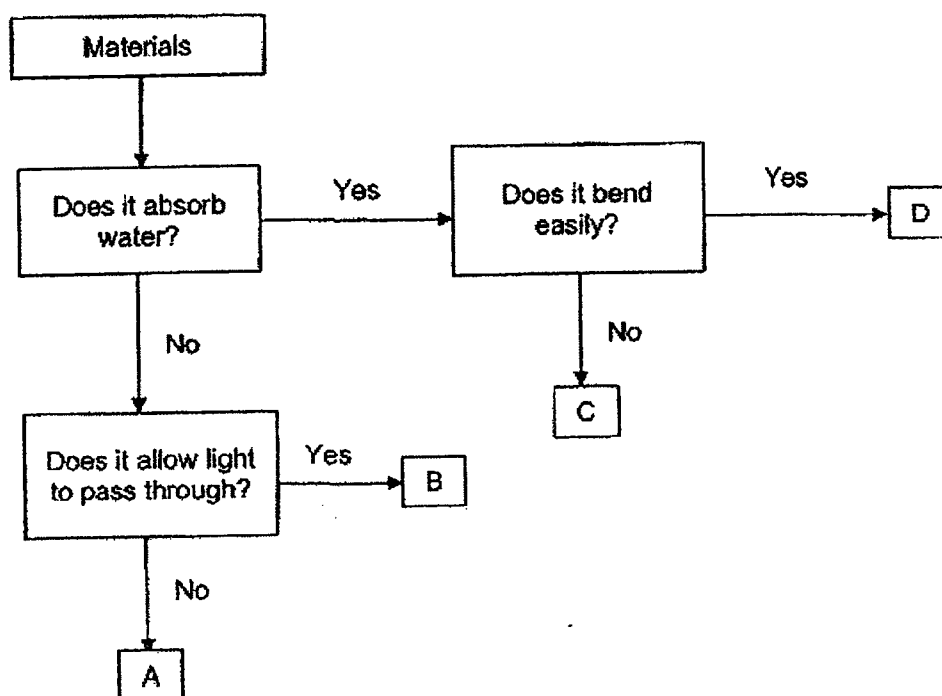 Materials
Does it absorb
water?
Yes
Does it bend
easily?
Yes
D
No
No
C
Does it allow light
to pass through?
Yes
B
No
A